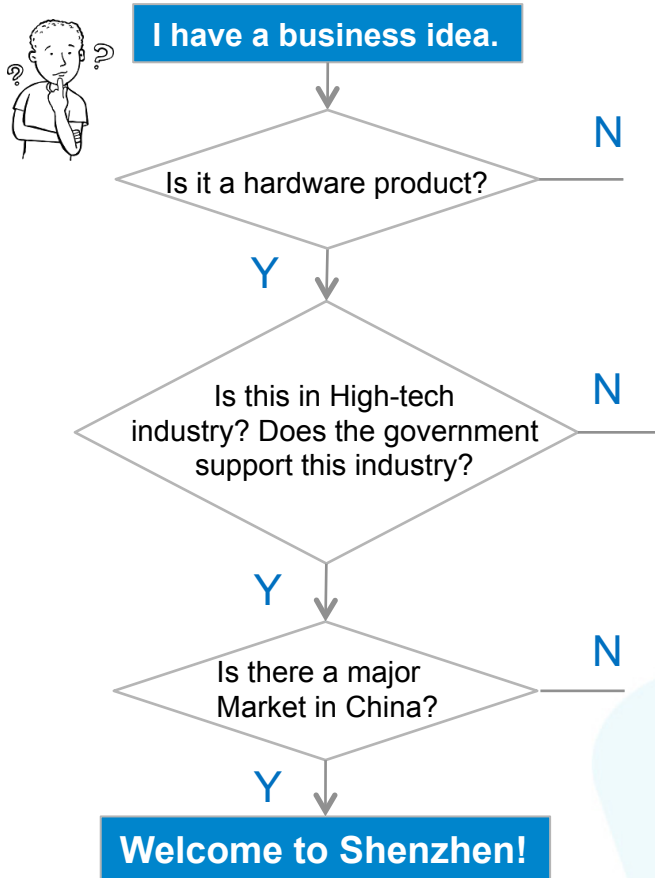 I have a business idea.
? ?
Is it a hardware product?
N
Y
Is this in High-tech
industry? Does the government
support this industry?
N
Y
Is there a major
Market in China?
N
Y
Welcome to Shenzhen!